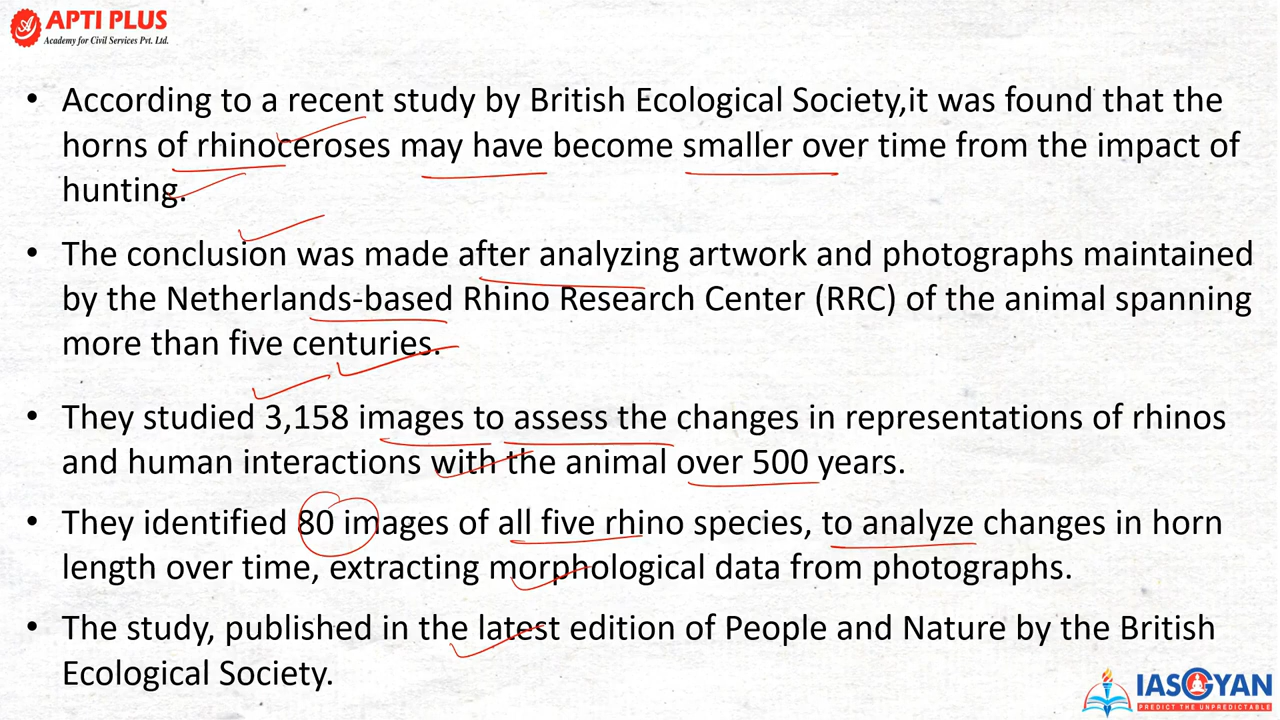 APTI PLUS
Academy for Civil Services Pvt. Ltd.
• According to a recent study by British Ecological Society,it was found that the
horns of rhinoceroses may have become smaller over time from the impact of
hunting.
• The conclusion was made after analyzing artwork and photographs maintained
by the Netherlands-based Rhino Research Center (RRC) of the animal spanning
more than five centuries.
• They studied 3,158 images to assess the changes in representations of rhinos
and human interactions with the animal over 500 years.
• They identified 80 images of all five rhino species, to analyze changes in horn
length over time, extracting morphological data from photographs.
• The study, published in the latest edition of People and Nature by the British
Ecological Society.
IASGYAN
PREDICT THE UNPREDICTABLE